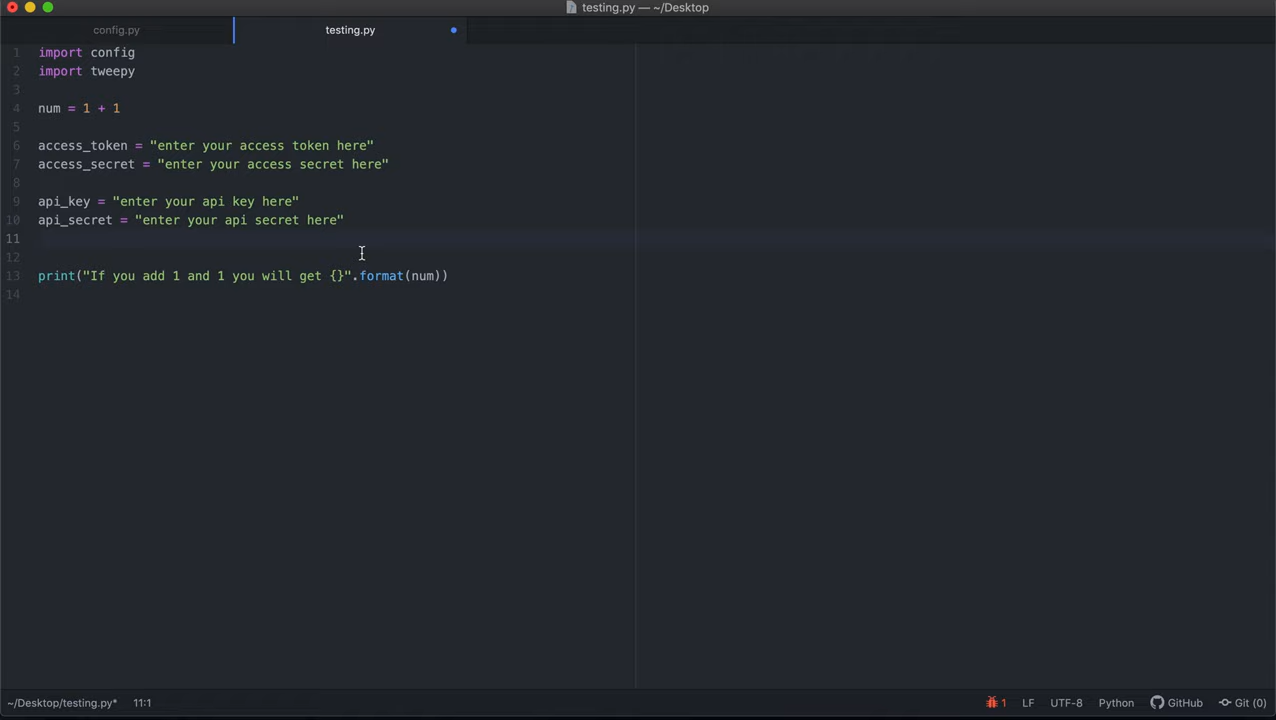 testing.py — ~/Desktop
config.py
testing.py
1 import config
2 import tweepy
3
4 num = 1 + 1
5
6 access_token = "enter your access token here"
7 access_secret = "enter your access secret here"
8
9 api_key = "enter your api key here"
10 api_secret = "enter your api secret here"
11
12
13 print("If you add 1 and 1 you will get {}".format(num))
14
~/Desktop/testing.py* 11:1 1 LF UTF-8 Python GitHub Git (0)